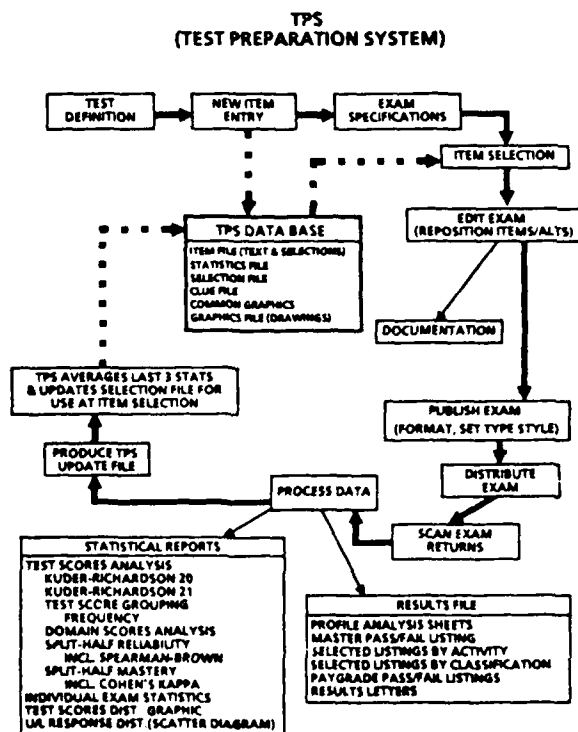 TPS
(TEST PREPARATION SYSTEM)
TEST
DEFINITION
NEW ITEM
ENTRY
EXAM
SPECIFICATIONS
ITEM SELECTION
EDIT EXAM
(REPOSITION ITEMS/ALTS)
TPS DATA BASE
ITEM FILE (TEXT & SELECTIONS)
STATISTICS FILE
SELECTION FILE
CLUE FILE
COMMON GRAPHICS
GRAPHICS FILE (DRAWINGS)
DOCUMENTATION
TPS AVERAGES LAST 3 STATS
& UPDATES SELECTION FILE FOR
USE AT ITEM SELECTION
PUBLISH EXAM
(FORMAT, SET TYPE STYLE)
PRODUCE TPS
UPDATE FILE
DISTRIBUTE
EXAM
PROCESS DATA
SCAN EXAM
RETURNS
STATISTICAL REPORTS
TEST SCORES ANALYSIS
KUDER-RICHARDSON 20
KUDER-RICHARDSON 21
TEST SCORE GROUPING
FREQUENCY
DOMAIN SCORES ANALYSIS
SPLIT-HALF RELIABILITY
INCL. SPEARMAN-BROWN
SPLIT-HALF MASTERY
INCL. COHEN'S KAPPA
INDIVIDUAL EXAM STATISTICS
TEST SCORES DIST. GRAPHIC
U/L RESPONSE DIST. (SCATTER DIAGRAM)
RESULTS FILE
PROFILE ANALYSIS SHEETS
MASTER PASS/FAIL LISTING
SELECTED LISTINGS BY ACTIVITY
SELECTED LISTINGS BY CLASSIFICATION
PAYGRADE PASS/FAIL LISTINGS
RESULTS LETTERS